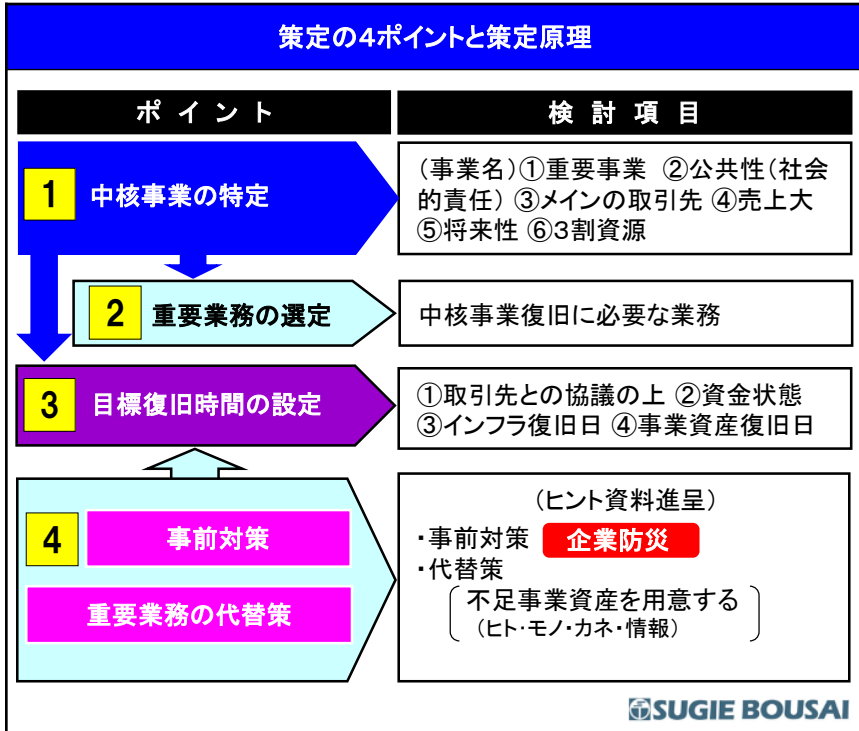 策定の4ポイントと策定原理
ポイント
検討項目
1 中核事業の特定
(事業名)①重要事業 ②公共性(社会
的責任) ③メインの取引先 ④売上大
⑤将来性 ⑥3割資源
2 重要業務の選定
中核事業復旧に必要な業務
3 目標復旧時間の設定
①取引先との協議の上 ②資金状態
③インフラ復旧日 ④事業資産復旧日
4 事前対策
重要業務の代替策
(ヒント資料進呈)
・事前対策 企業防災
・代替策
不足事業資産を用意する
(ヒト・モノ・カネ・情報)
SUGIE BOUSAI